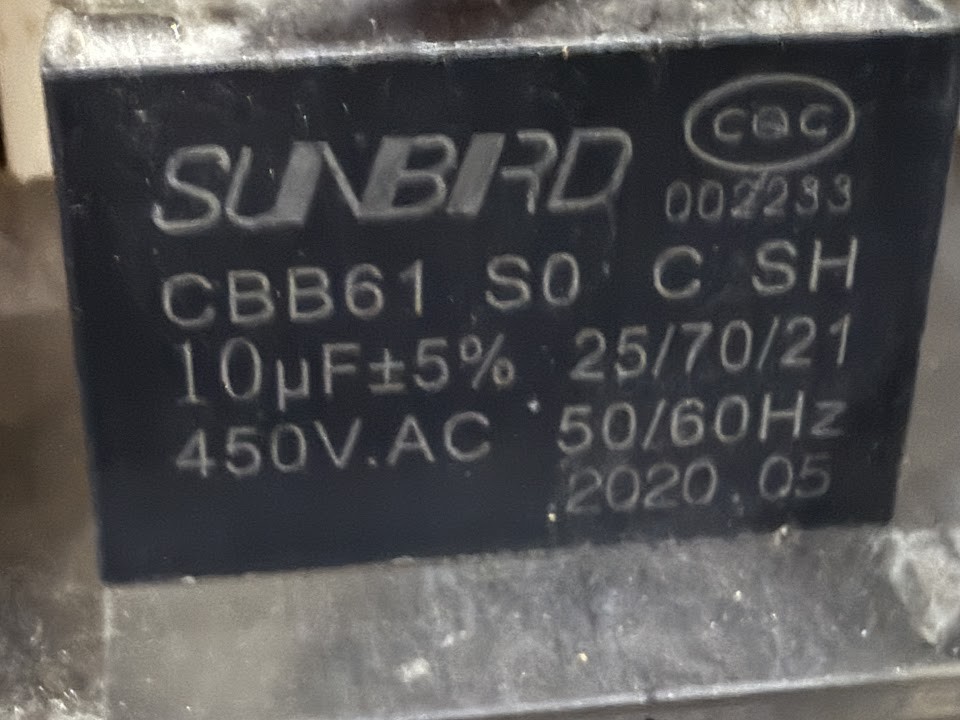 SUNBIRD
CQC
002233
CBB61 S0 C SH
10μF±5% 25/70/21
450V.AC 50/60Hz
2020.05